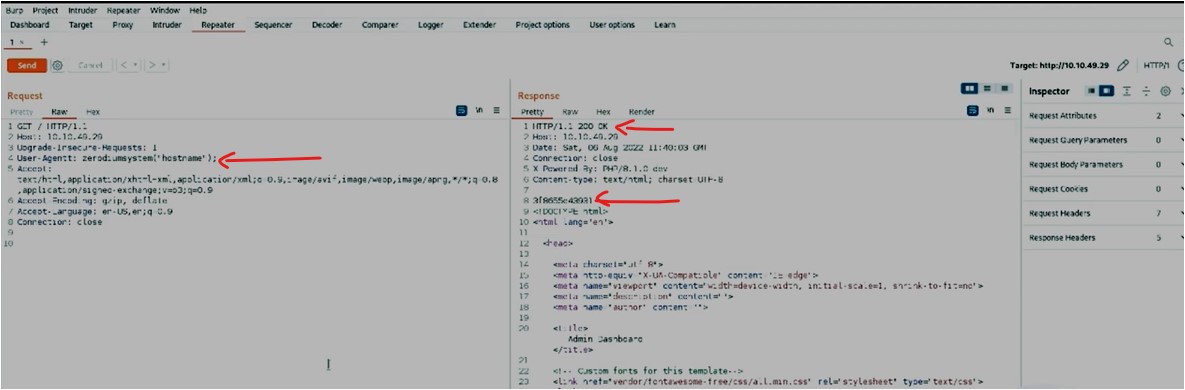 Burp Project Intruder Repeater Window Help
Dashboard Target Proxy Intruder Repeater Sequencer Decoder Comparer Logger Extender Project options User options Learn
1 × +
Send Cancel < > Target: http://10.10.49.29 HTTP/1
Request
Pretty Raw Hex \n
1 GET / HTTP/1.1
2 Host: 10.10.49.29
3 Upgrade-Insecure-Requests: 1
4 User-Agentt: zerodiumsystem("hostname");
5 Accept:
text/html,application/xhtml+xml,application/xml;q=0.9,image/avif,image/webp,image/apng,*/*;q=0.8
,application/signed-exchange;v=b3;q=0.9
6 Accept-Encoding: gzip, deflate
7 Accept-Language: en-US,en;q=0.9
8 Connection: close
9
10
Response
Pretty Raw Hex Render \n
1 HTTP/1.1 200 OK
2 Host: 10.10.49.29
3 Date: Sat, 06 Aug 2022 11:40:03 GMT
4 Connection: close
5 X-Powered-By: PHP/8.1.0-dev
6 Content-type: text/html; charset=UTF-8
7
8
9 <!DOCTYPE html>
10 <html lang="en">
11
12 <head>
13
14 <meta charset="utf-8">
15 <meta http-equiv="X-UA-Compatible" content="IE=edge">
16 <meta name="viewport" content="width=device-width, initial-scale=1, shrink-to-fit=no">
17 <meta name="description" content="">
18 <meta name="author" content="">
19
20 <title>
Admin Dashboard
</title>
21
22 <!-- Custom fonts for this template-->
23 <link href="vendor/fontawesome-free/css/all.min.css" rel="stylesheet" type="text/css">
Inspector
Request Attributes 2
Request Query Parameters 0
Request Body Parameters 0
Request Cookies 0
Request Headers 7
Response Headers 5